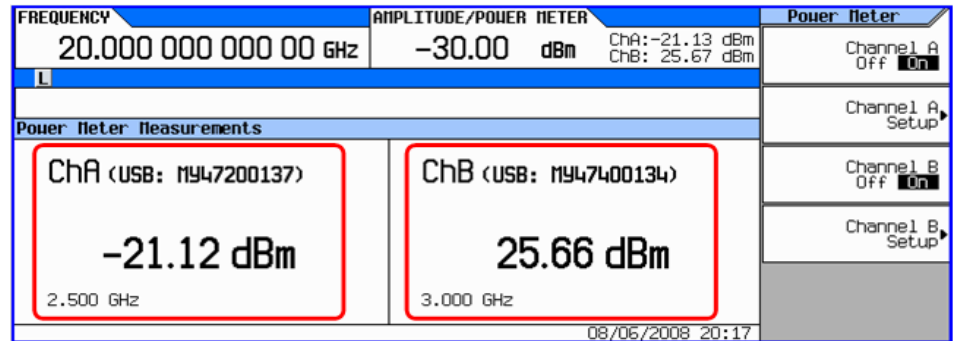 FREQUENCY
AMPLITUDE/POWER METER
Power Meter
20.000 000 000 00 GHz
-30.00 dBm
ChA:-21.13 dBm
ChB: 25.67 dBm
L
Channel A
Off On
Channel A
Setup
Channel B
Off On
Channel B
Setup
Power Meter Measurements
ChA (USB: MY47200137)
-21.12 dBm
2.500 GHz
ChB (USB: MY47400134)
25.66 dBm
3.000 GHz
08/06/2008 20:17